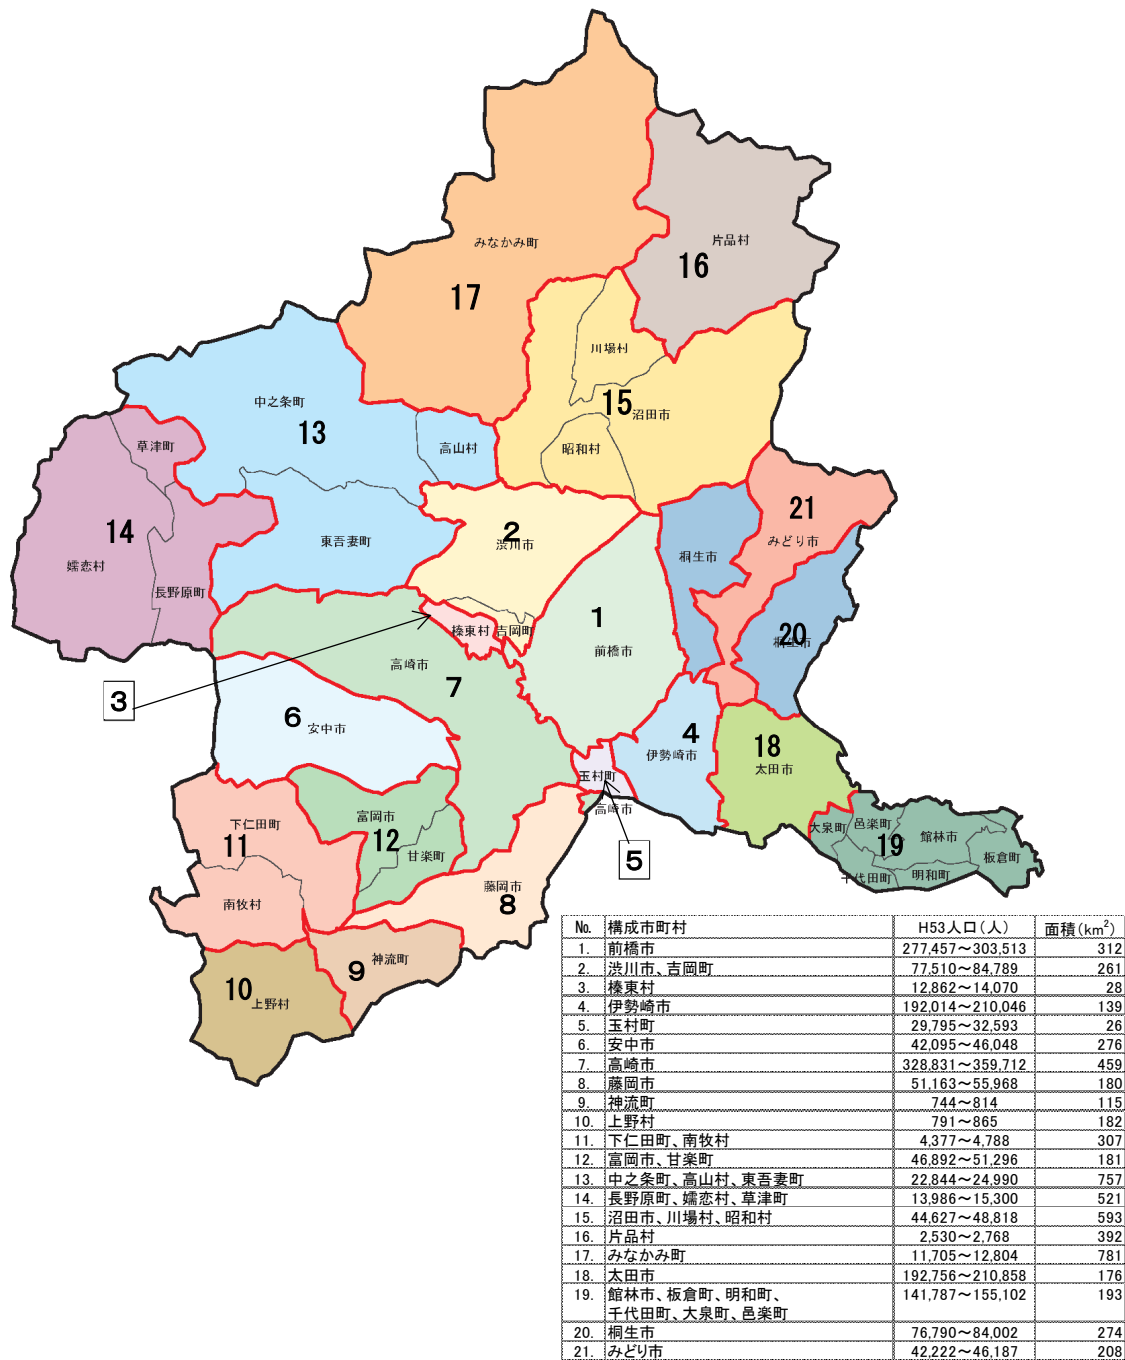 みなかみ町
片品村
16
17
川場村
中之条町
15
沼田市
13
草津町
高山村
昭和村
21
14
2
東吾妻町
渋川市
みどり市
桐生市
嬬恋村
長野原町
1
榛東村
吉岡町
20
桐生市
前橋市
高崎市
3
7
6
安中市
4
伊勢崎市
18
太田市
玉村町
富岡市
高崎市
下仁田町
大泉町
邑楽町
館林市
11
12
19
甘楽町
5
板倉町
千代田町
明和町
藤岡市
南牧村
8
神流町
9
10
上野村
No. 構成市町村 H53人口(人) 面積(km²)
1. 前橋市 277,457～303,513 312
2. 渋川市、吉岡町 77,510～84,789 261
3. 榛東村 12,862～14,070 28
4. 伊勢崎市 192,014～210,046 139
5. 玉村町 29,795～32,593 26
6. 安中市 42,095～46,048 276
7. 高崎市 328,831～359,712 459
8. 藤岡市 51,163～55,968 180
9. 神流町 744～814 115
10. 上野村 791～865 182
11. 下仁田町、南牧村 4,377～4,788 307
12. 富岡市、甘楽町 46,892～51,296 181
13. 中之条町、高山村、東吾妻町 22,844～24,990 757
14. 長野原町、嬬恋村、草津町 13,986～15,300 521
15. 沼田市、川場村、昭和村 44,627～48,818 593
16. 片品村 2,530～2,768 392
17. みなかみ町 11,705～12,804 781
18. 太田市 192,756～210,858 176
19. 館林市、板倉町、明和町、 141,787～155,102 193
千代田町、大泉町、邑楽町
20. 桐生市 76,790～84,002 274
21. みどり市 42,222～46,187 208